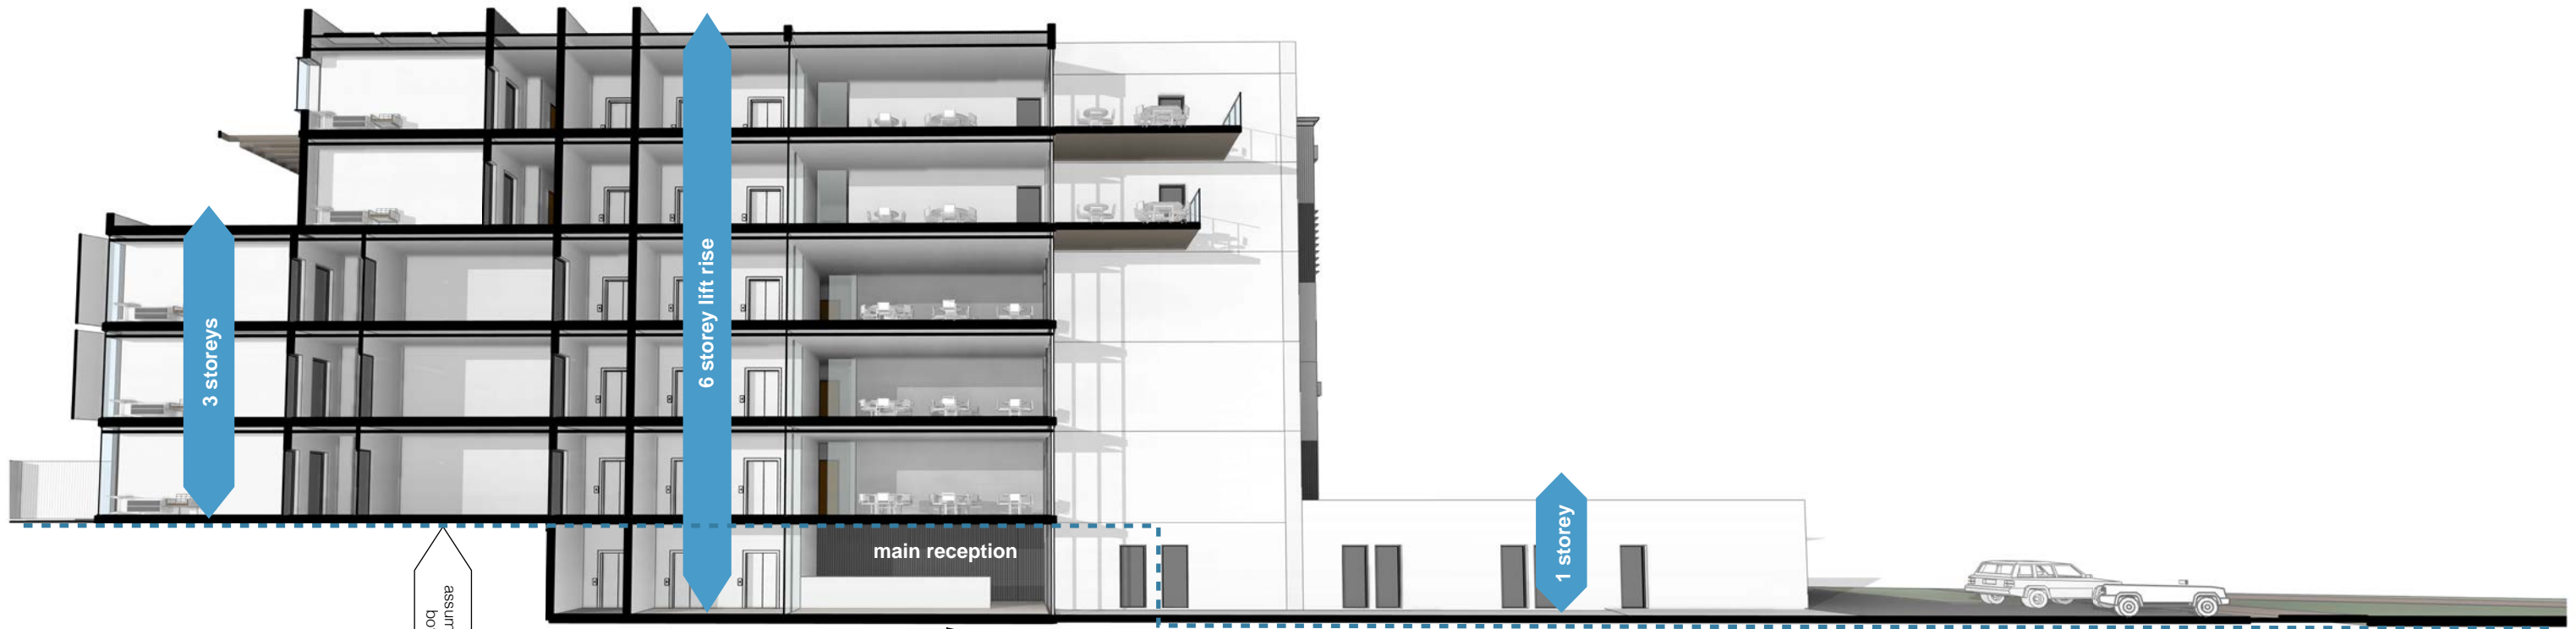 3 storeys
6 storey lift rise
main reception
1 storey